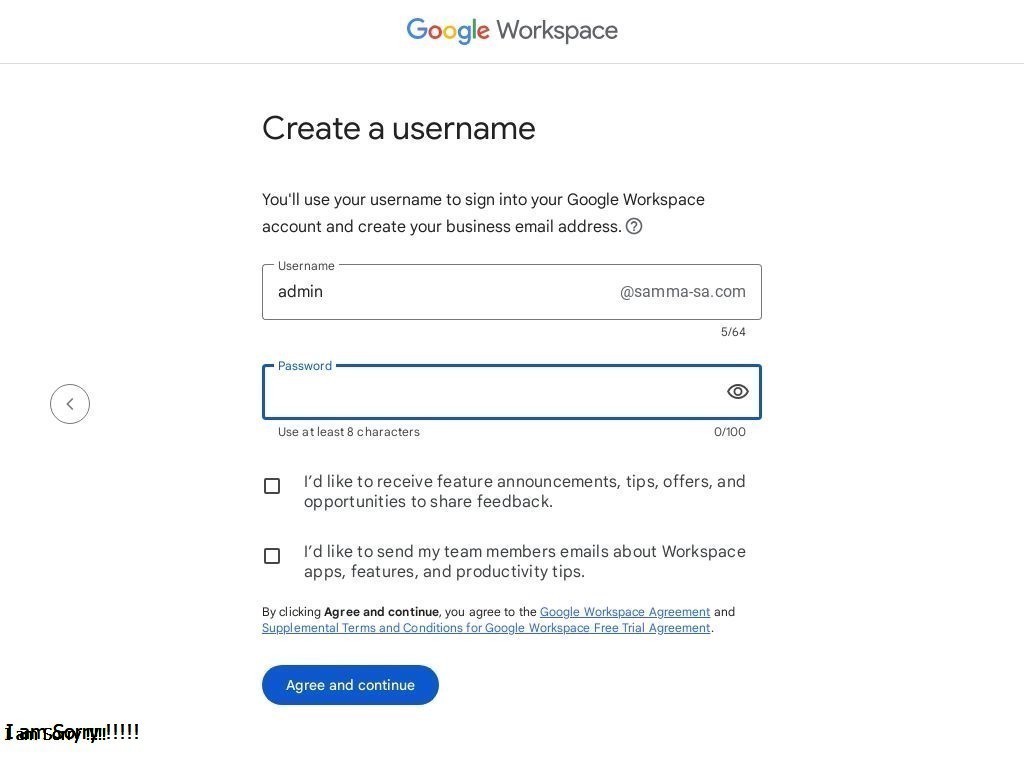 Google Workspace
Create a username
You'll use your username to sign into your Google Workspace
account and create your business email address.
Username
admin
@samma-sa.com
5/64
Password
Use at least 8 characters
0/100
I'd like to receive feature announcements, tips, offers, and
opportunities to share feedback.
I'd like to send my team members emails about Workspace
apps, features, and productivity tips.
By clicking Agree and continue, you agree to the Google Workspace Agreement and
Supplemental Terms and Conditions for Google Workspace Free Trial Agreement.
Agree and continue
I am Sorry !!!!!
I am Sorry !!!!